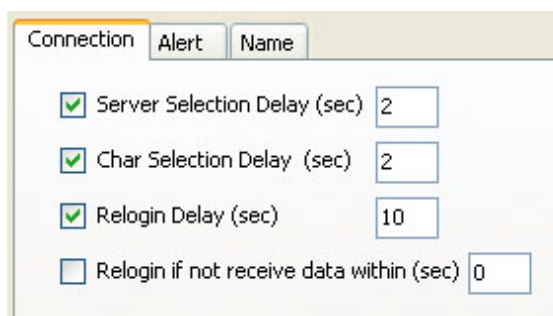 Connection Alert Name
Server Selection Delay (sec) 2
Char Selection Delay (sec) 2
Relogin Delay (sec) 10
Relogin if not receive data within (sec) 0